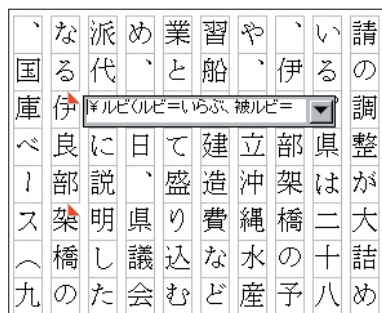 請の調整が大詰め
いる。県は二十八
、伊部架橋の予
や、立沖縄水産
習船建造費など
業とて盛り込む
め、日、県議会
派代に説明した
なる伊良部架橋の
、国庫ベース（九
¥ルビ(ルビ=いらぶ、被ルビ=